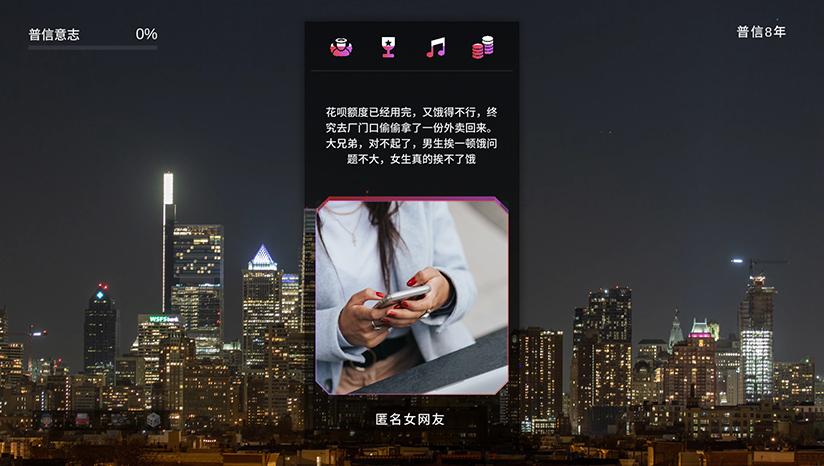 普信意志
0%
普信8年
花呗额度已经用完，又饿得不行，终
究去厂门口偷偷拿了一份外卖回来。
大兄弟，对不起了，男生挨一顿饿问
题不大，女生真的挨不了饿
WSFS bank
匿名女网友